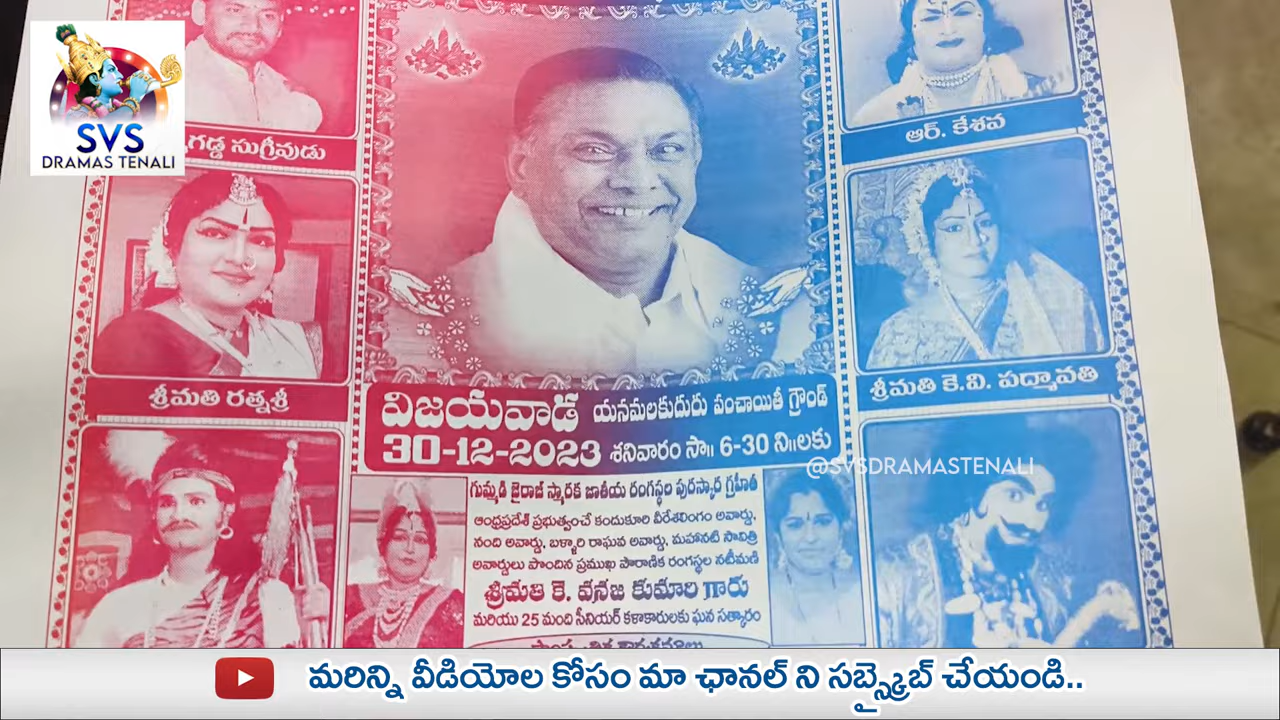 SVS
DRAMAS TENALI
సుగ్రీవుడు
ఆర్. కేశవ
శ్రీమతి రత్నశ్రీ
శ్రీమతి కె.వి. పద్మావతి
విజయవాడ యనమలకుదురు పంచాయితీ గ్రౌండ్
30-12-2023 శనివారం సా॥ 6-30 ని॥లకు
@SVSDRAMASTENALI
గుమ్మడి జైరాజ్ స్మారక జాతీయ రంగస్థల పురస్కార గ్రహీత
ఆంధ్రప్రదేశ్ ప్రభుత్వంచే కందుకూరి వీరేశలింగం అవార్డు,
నంది అవార్డు, బళ్ళారి రాఘవ అవార్డు, మహానటి సావిత్రి
అవార్డులు పొందిన ప్రముఖ పౌరాణిక రంగస్థల నటీమణి
శ్రీమతి కె. వనజ కుమారి గారు
మరియు 25 మంది సీనియర్ కళాకారులకు ఘన సత్కారం
మరిన్ని వీడియోల కోసం మా ఛానల్ ని సబ్స్క్రైబ్ చేయండి..